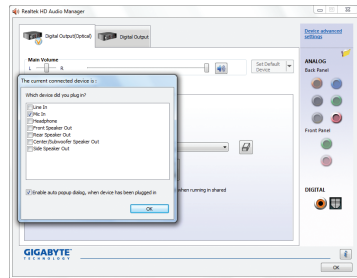 Realtek HD Audio Manager
Digital Output(Optical)
Digital Output
Device advanced
settings
Main Volume
L
R
Set Default
Device
ANALOG
Back Panel
The current connected device is :
Which device did you plug in?
Line In
Mic In
Headphone
Front Speaker Out
Rear Speaker Out
Center/Subwoofer Speaker Out
Side Speaker Out
Front Panel
when running in shared
Enable auto popup dialog, when device has been plugged in
OK
DIGITAL
GIGABYTE
TECHNOLOGY
OK